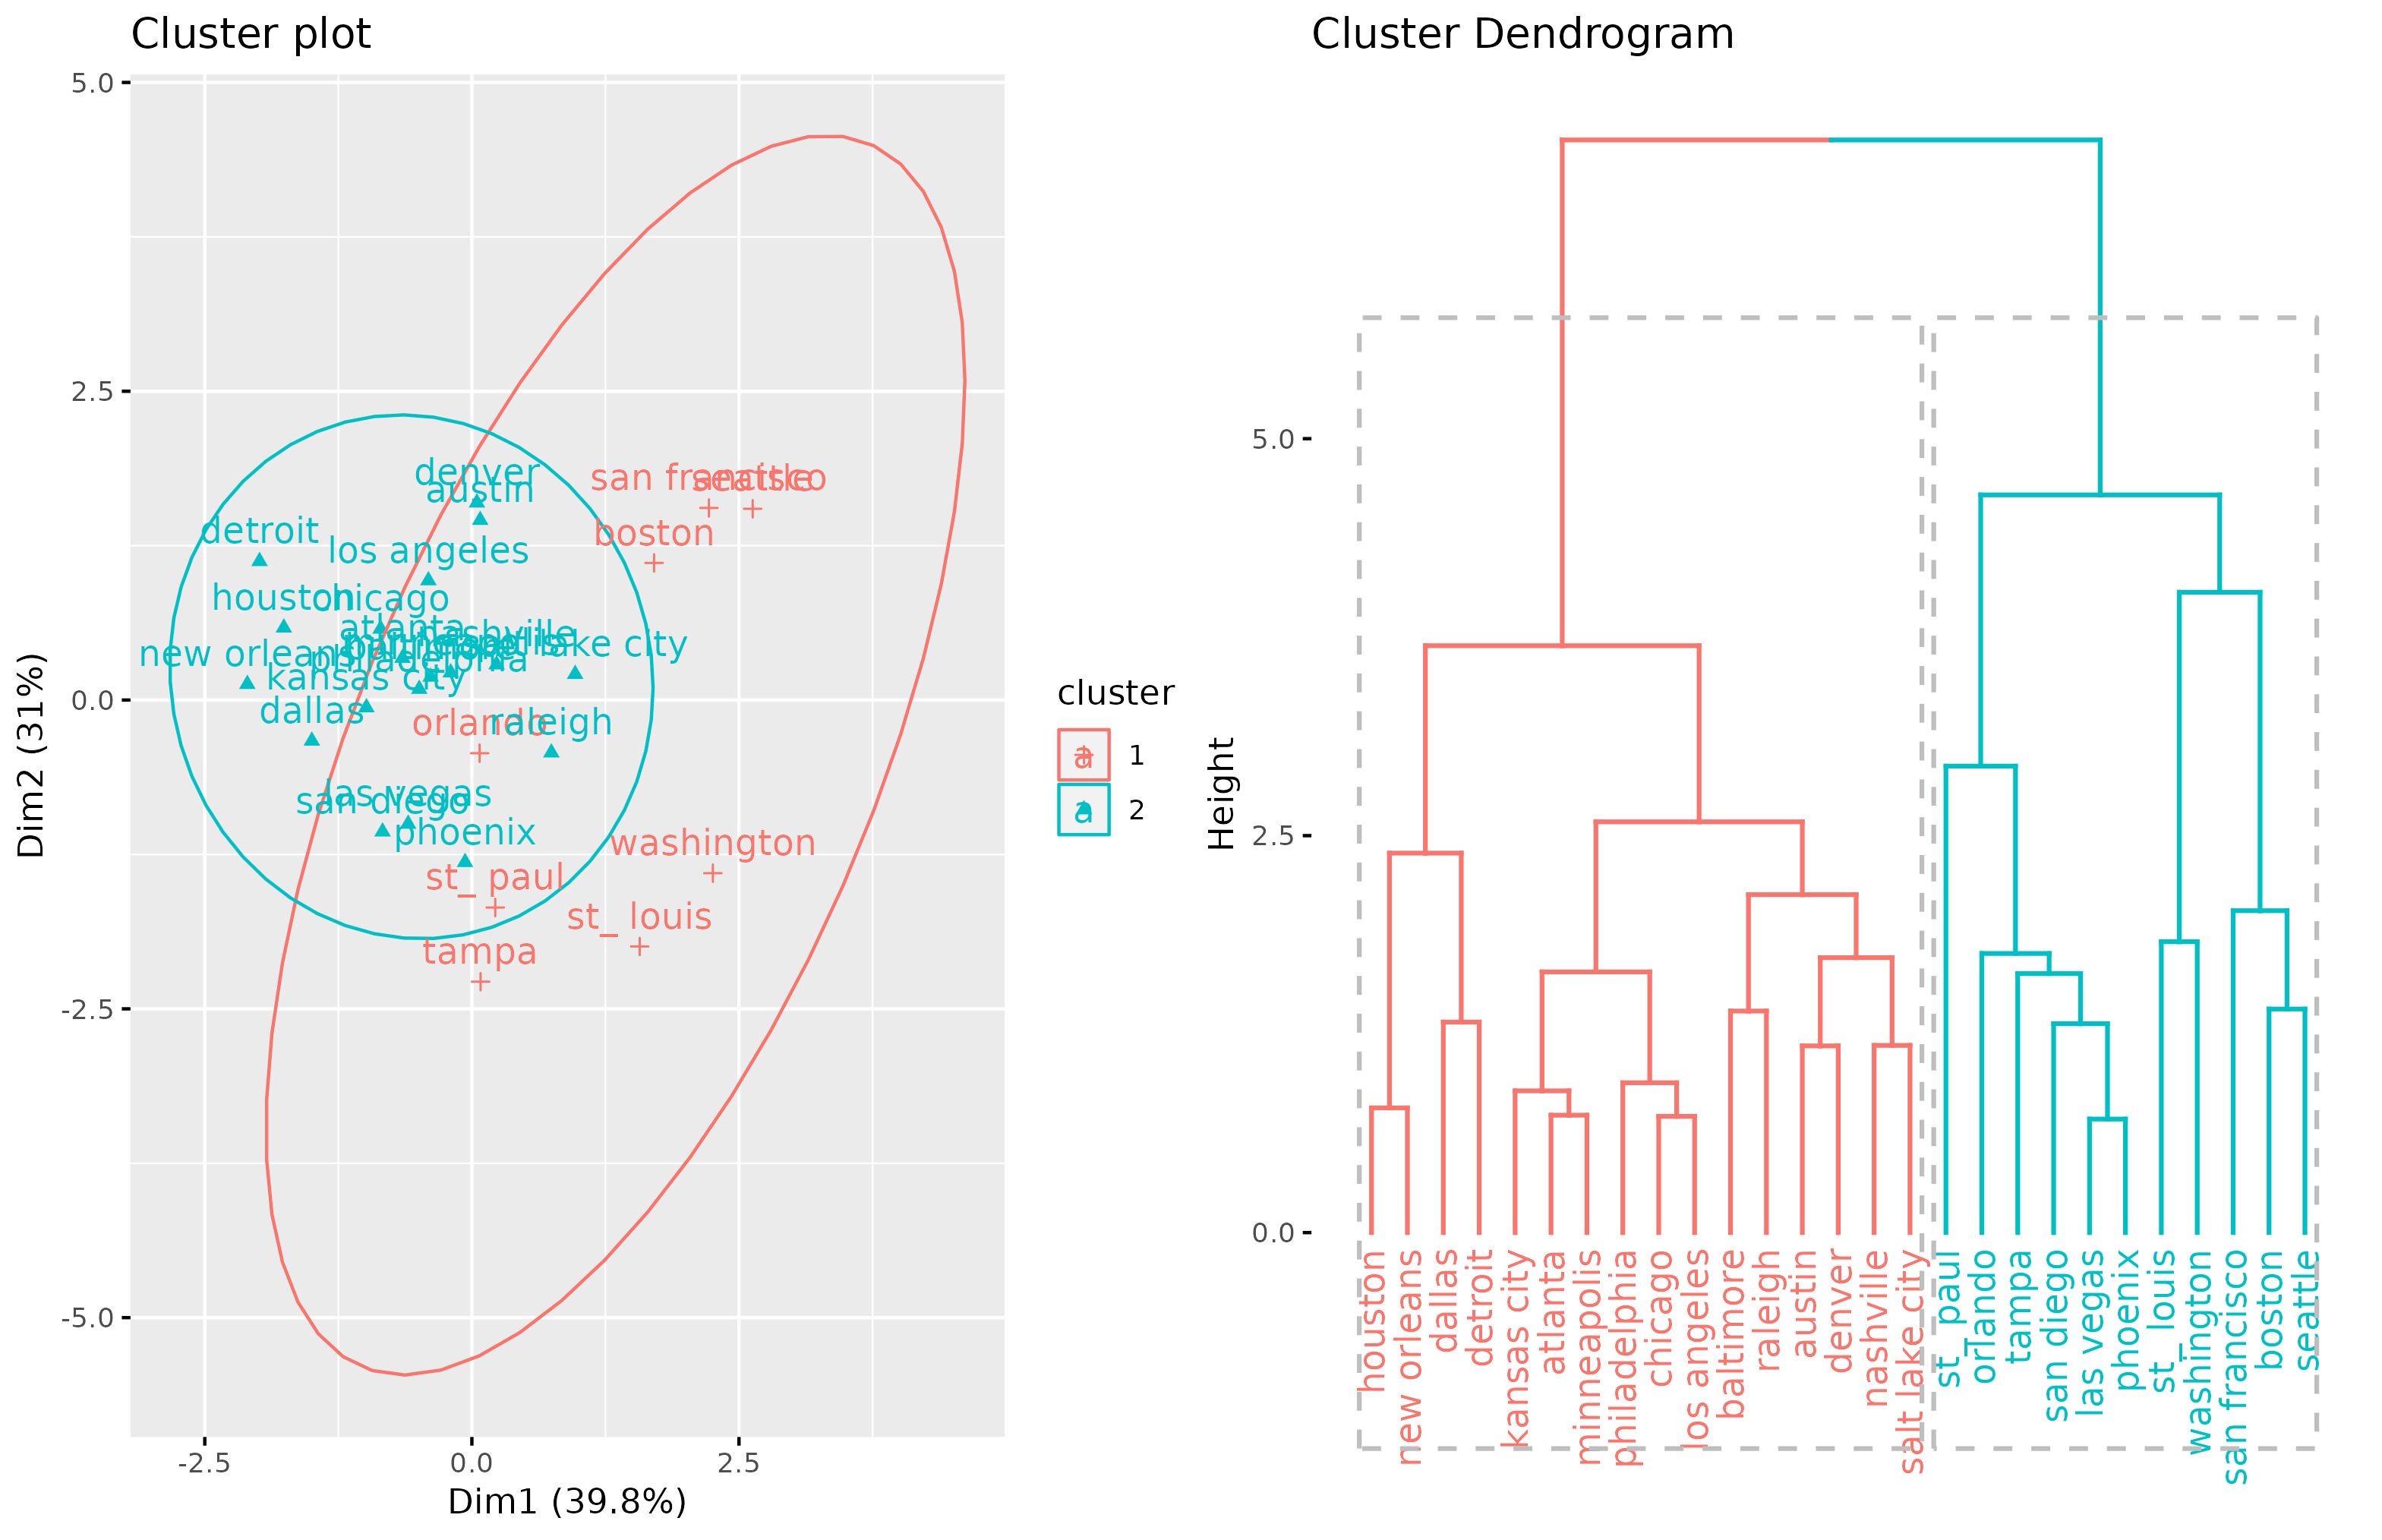 Cluster plot
5.0
2.5
0.0
-2.5
-5.0
Dim2 (31%)
denver
austin
san francisco
seattle
boston
detroit
los angeles
houston
chicago
atlanta
nashville
minneapolis
baltimore
salt lake city
new orleans
philadelphia
kansas city
dallas
orlando
raleigh
las vegas
san diego
phoenix
washington
st_ paul
st_ louis
tampa
-2.5
0.0
2.5
Dim1 (39.8%)
cluster
a
1
a
2
Cluster Dendrogram
Height
5.0
2.5
0.0
houston
new orleans
dallas
detroit
kansas city
atlanta
minneapolis
philadelphia
chicago
los angeles
baltimore
raleigh
austin
denver
nashville
salt lake city
st_ paul
orlando
tampa
san diego
las vegas
phoenix
st_ louis
washington
san francisco
boston
seattle